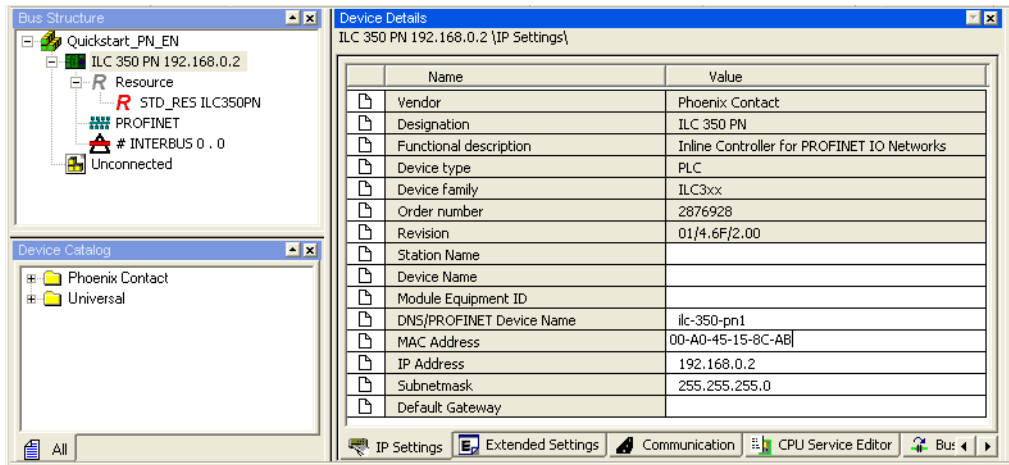 Bus Structure
Quickstart_PN_EN
ILC 350 PN 192.168.0.2
R Resource
R STD_RES ILC350PN
PROFINET
# INTERBUS 0 . 0
Unconnected
Device Catalog
Phoenix Contact
Universal
All
Device Details
ILC 350 PN 192.168.0.2 \IP Settings\
Name Value
Vendor Phoenix Contact
Designation ILC 350 PN
Functional description Inline Controller for PROFINET IO Networks
Device type PLC
Device family ILC3xx
Order number 2876928
Revision 01/4.6F/2.00
Station Name
Device Name
Module Equipment ID
DNS/PROFINET Device Name ilc-350-pn1
MAC Address 00-A0-45-15-8C-AB
IP Address 192.168.0.2
Subnetmask 255.255.255.0
Default Gateway
IP Settings Extended Settings Communication CPU Service Editor Bus